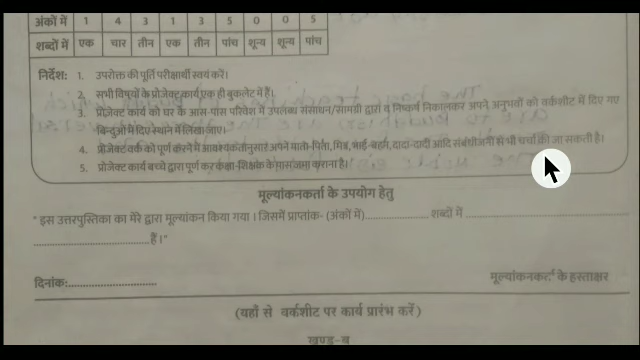 अंकों में 1 4 3 1 3 5 0 0 5
शब्दों में एक चार तीन एक तीन पांच शून्य शून्य पांच
निर्देश: 1. उपरोक्त की पूर्ति परीक्षार्थी स्वयं करें।
2. सभी विषयों के प्रोजेक्ट कार्य एक ही बुकलेट में हैं।
3. प्रोजेक्ट कार्य को घर के आस-पास परिवेश में उपलब्ध संसाधन/सामग्री द्वारा व निष्कर्ष निकालकर अपने अनुभवों को वर्कशीट में दिए गए
बिन्दुओं में दिए स्थान में लिखा जाए।
4. प्रोजेक्ट वर्क को पूर्ण करने में आवश्यकतानुसार अपने माता-पिता, मित्र, भाई-बहन, दादा-दादी आदि संबंधीजनों से भी चर्चा की जा सकती है।
5. प्रोजेक्ट कार्य बच्चे द्वारा पूर्ण कर कक्षा-शिक्षक के पास जमा कराना है।
मूल्यांकनकर्ता के उपयोग हेतु
"इस उत्तरपुस्तिका का मेरे द्वारा मूल्यांकन किया गया । जिसमें प्राप्तांक- (अंकों में).................. शब्दों में .......................................
.................................हैं।"
दिनांक:...........................
मूल्यांकनकर्ता के हस्ताक्षर
(यहाँ से वर्कशीट पर कार्य प्रारंभ करें)
खण्ड-ब